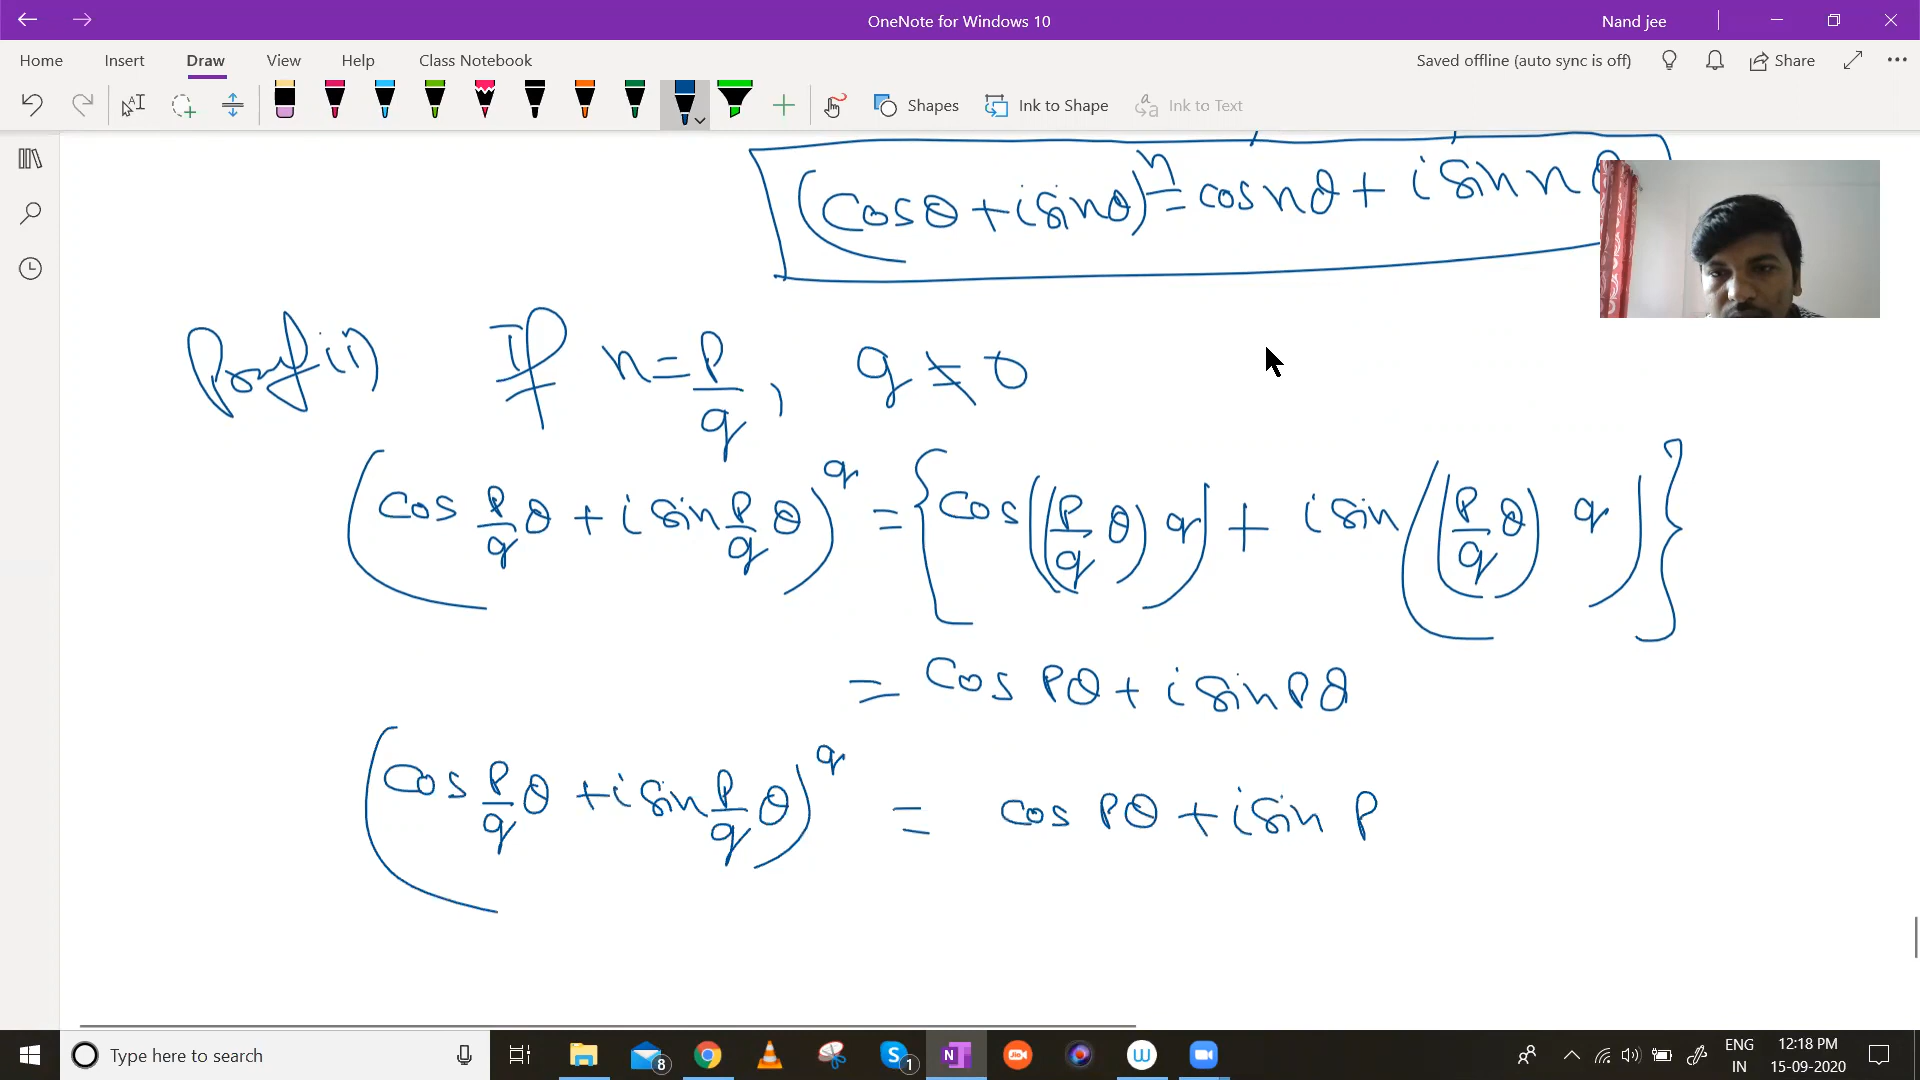 OneNote for Windows 10
Nand jee
Home Insert Draw View Help Class Notebook
Saved offline (auto sync is off) Share
Shapes Ink to Shape Ink to Text
(cosθ + i sinθ)ⁿ = cos nθ + i sin n θ
Proof (ii) If n = p/q , q ≠ 0
(cos p/q θ + i sin p/q θ)^q = {cos((p/q θ) q) + i sin((p/q θ) q)}
= cos pθ + i sin pθ
(cos p/q θ + i sin p/q θ)^q = cos pθ + i sin p
Type here to search
8
1
ENG
IN
12:18 PM
15-09-2020